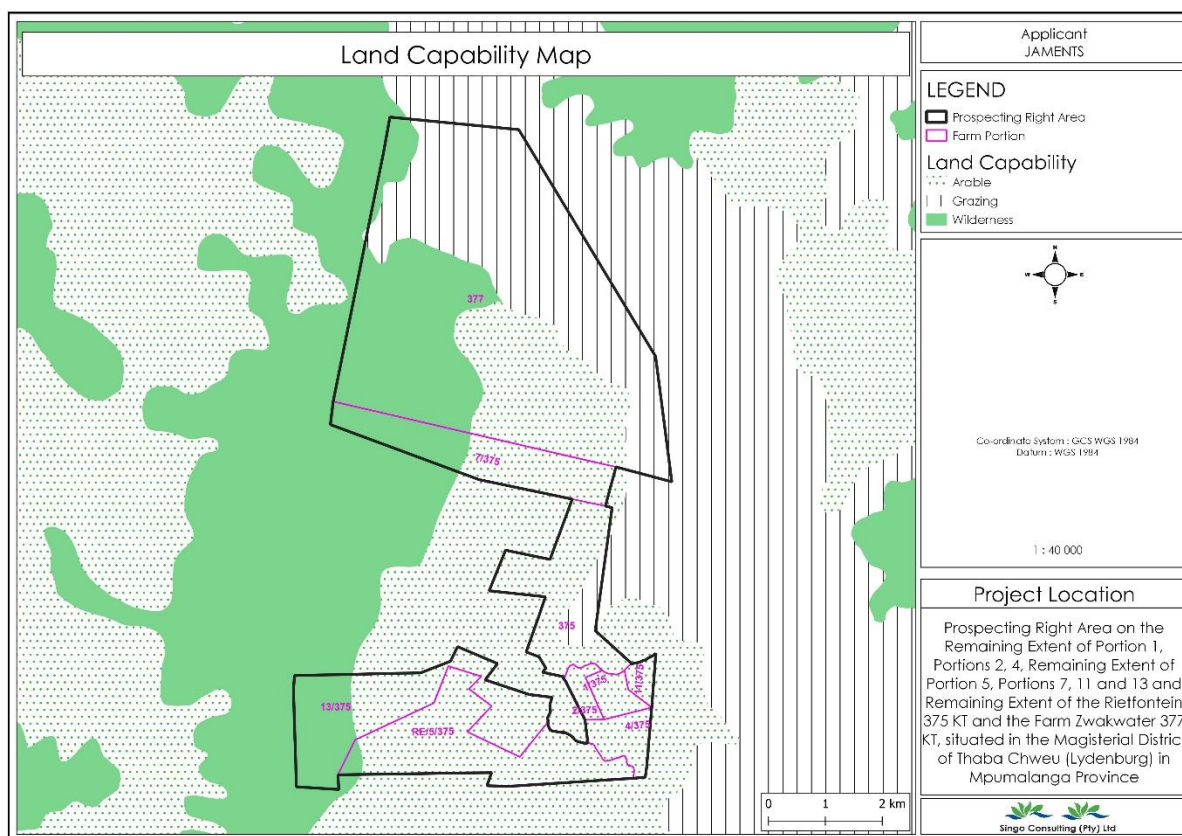 Land Capability Map
377
7/375
375
1/375
11/375
2/375
4/375
13/375
RE/5/375
0 1 2 km
Applicant
JAMENTS
LEGEND
Prospecting Right Area
Farm Portion
Land Capability
Arable
Grazing
Wilderness
N
W E
S
Co-ordinate System : GCS WGS 1984
Datum : WGS 1984
1 : 40 000
Project Location
Prospecting Right Area on the
Remaining Extent of Portion 1,
Portions 2, 4, Remaining Extent of
Portion 5, Portions 7, 11 and 13 and
Remaining Extent of the Rietfontein
375 KT and the Farm Zwakwater 377
KT, situated in the Magisterial Distric
of Thaba Chweu (Lydenburg) in
Mpumalanga Province
Singo Consulting (Pty) Ltd